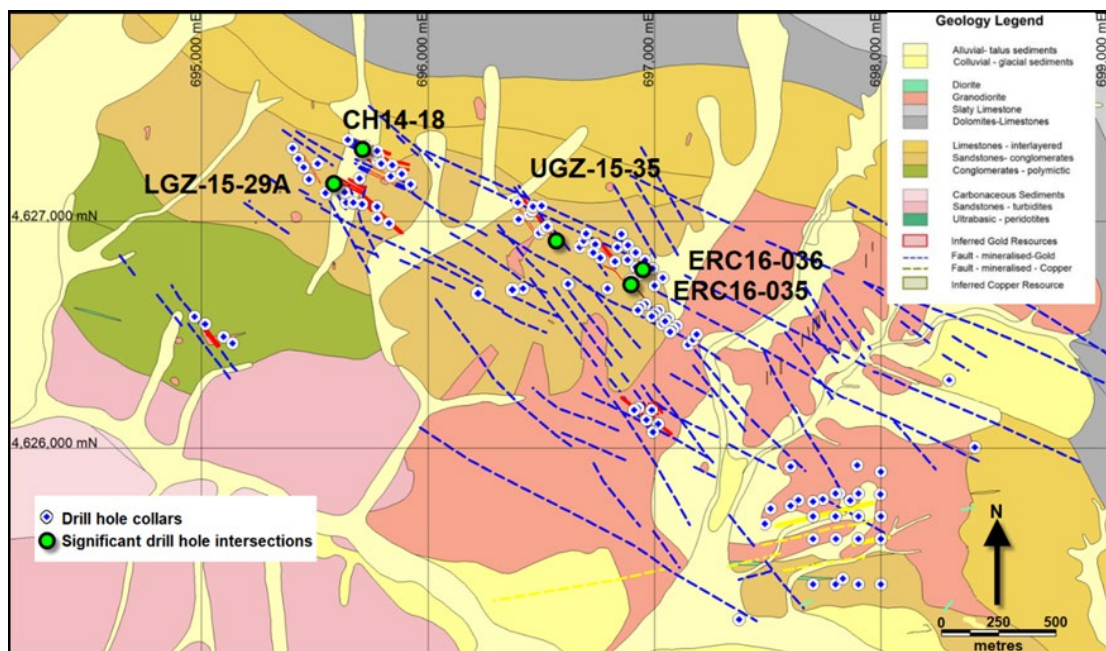 695,000 mE
696,000 mE
697,000 mE
698,000 mE
699,000 mE
Geology Legend
Alluvial- talus sediments
Colluvial - glacial sediments
Diorite
Granodiorite
Slaty Limestone
Dolomites-Limestones
Limestones - interlayered
Sandstones- conglomerates
Conglomerates - polymictic
Carbonaceous Sediments
Sandstones - turbidites
Ultrabasic - peridotites
Inferred Gold Resources
Fault - mineralised-Gold
Fault - mineralised - Copper
Inferred Copper Resource
CH14-18
UGZ-15-35
LGZ-15-29A
4,627,000 mN
ERC16-036
ERC16-035
4,626,000 mN
Drill hole collars
Significant drill hole intersections
N
0 250 500
metres